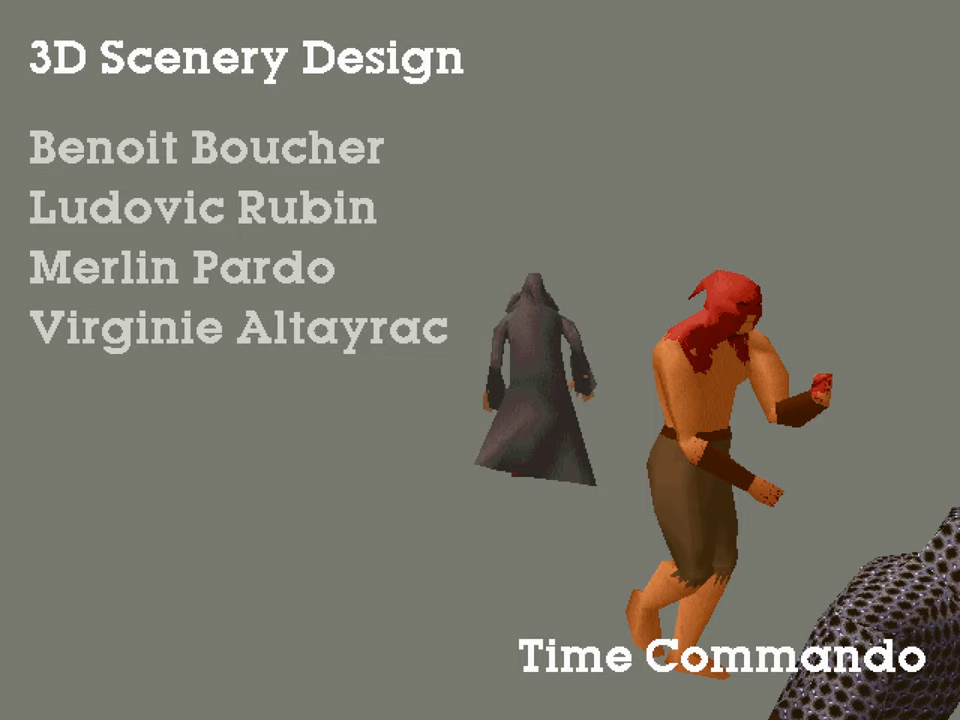 3D Scenery Design
Benoit Boucher
Ludovic Rubin
Merlin Pardo
Virginie Altayrac
Time Commando